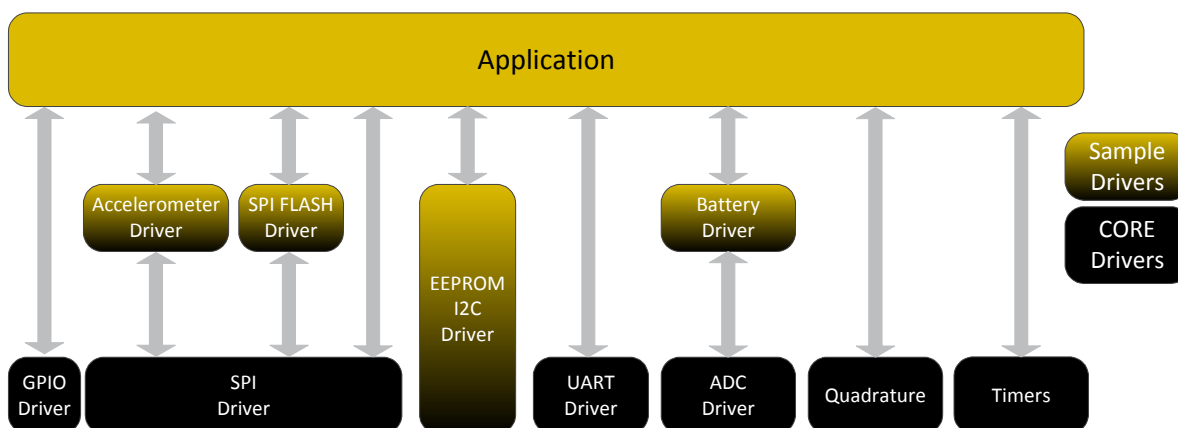 Application
Sample
Drivers
CORE
Drivers
Accelerometer
Driver
SPI FLASH
Driver
Battery
Driver
EEPROM
I2C
Driver
GPIO
Driver
SPI
Driver
UART
Driver
ADC
Driver
Quadrature
Timers